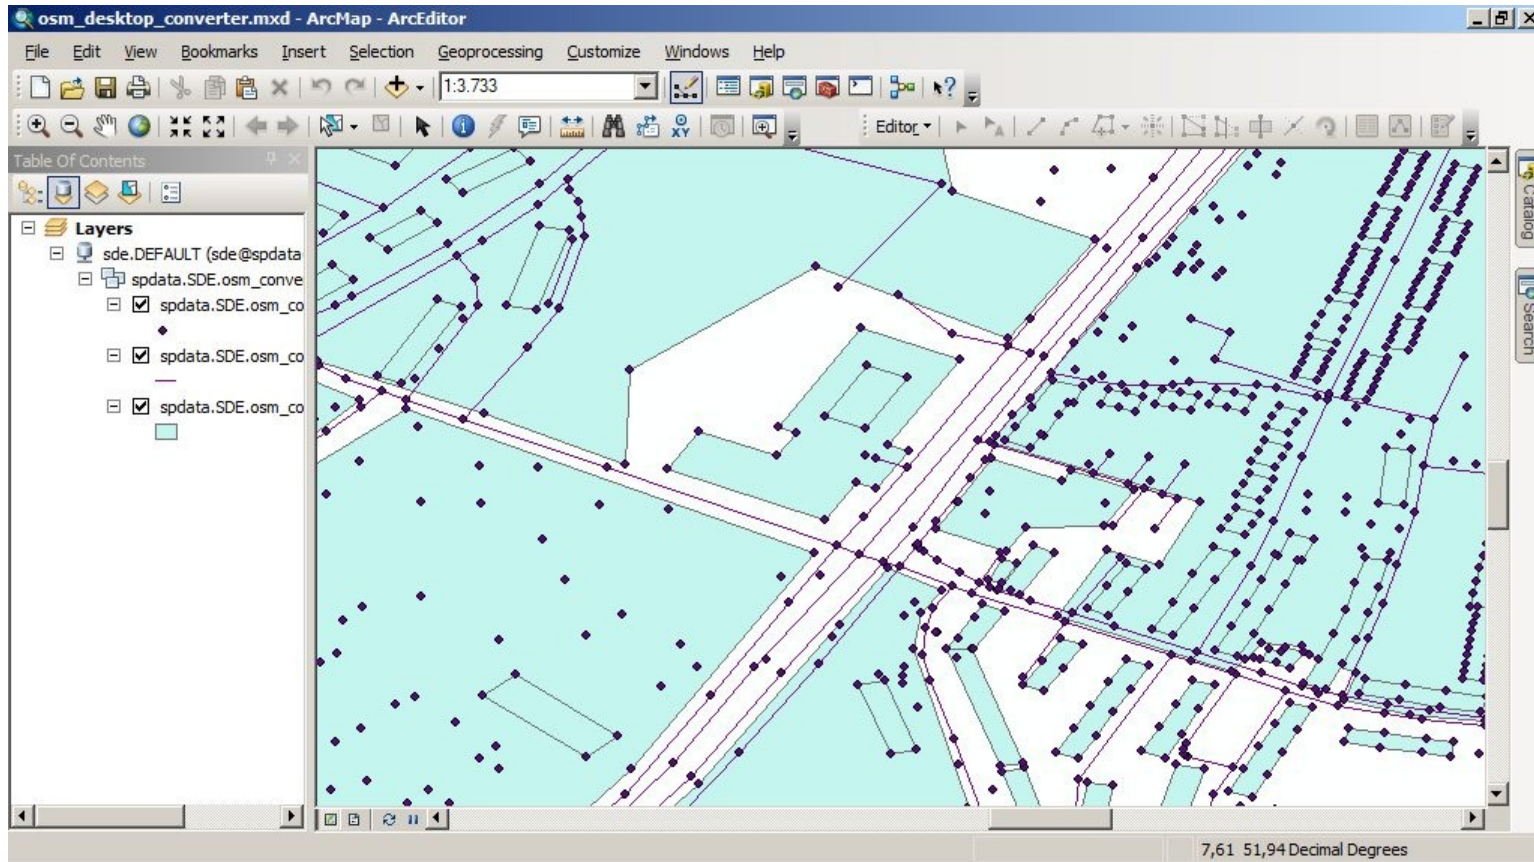 osm_desktop_converter.mxd - ArcMap - ArcEditor
File Edit View Bookmarks Insert Selection Geoprocessing Customize Windows Help
1:3.733
Editor
Table Of Contents
Layers
sde.DEFAULT (sde@spdata
spdata.SDE.osm_conve
spdata.SDE.osm_co
spdata.SDE.osm_co
spdata.SDE.osm_co
Catalog
Search
7,61 51,94 Decimal Degrees